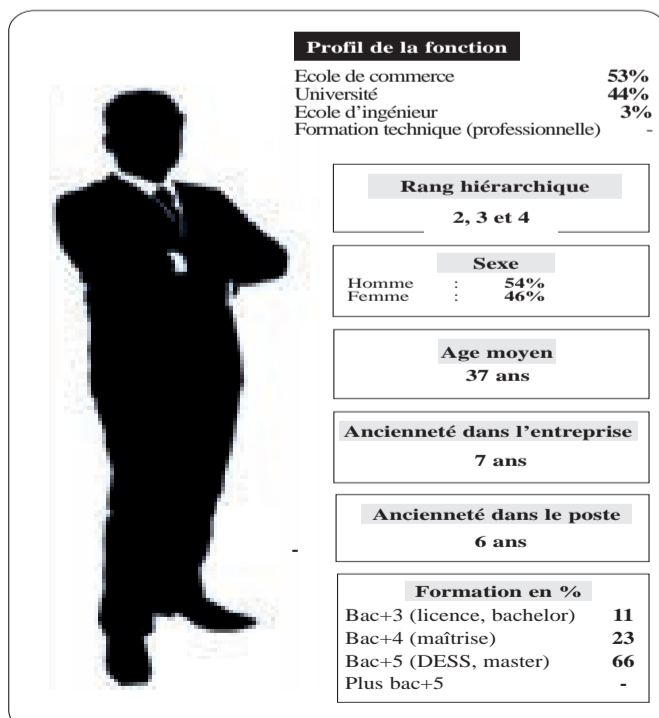 Profil de la fonction
Ecole de commerce 53%
Université 44%
Ecole d'ingénieur 3%
Formation technique (professionnelle) -
Rang hiérarchique
2, 3 et 4
Sexe
Homme : 54%
Femme : 46%
Age moyen
37 ans
Ancienneté dans l'entreprise
7 ans
Ancienneté dans le poste
6 ans
-
Formation en %
Bac+3 (licence, bachelor) 11
Bac+4 (maîtrise) 23
Bac+5 (DESS, master) 66
Plus bac+5 -